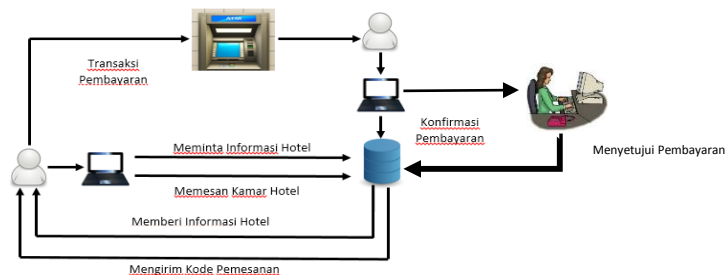 ATM
Transaksi
Pembayaran
Konfirmasi
Pembayaran
Menyetujui Pembayaran
Meminta Informasi Hotel
Memesan Kamar Hotel
Memberi Informasi Hotel
Mengirim Kode Pemesanan